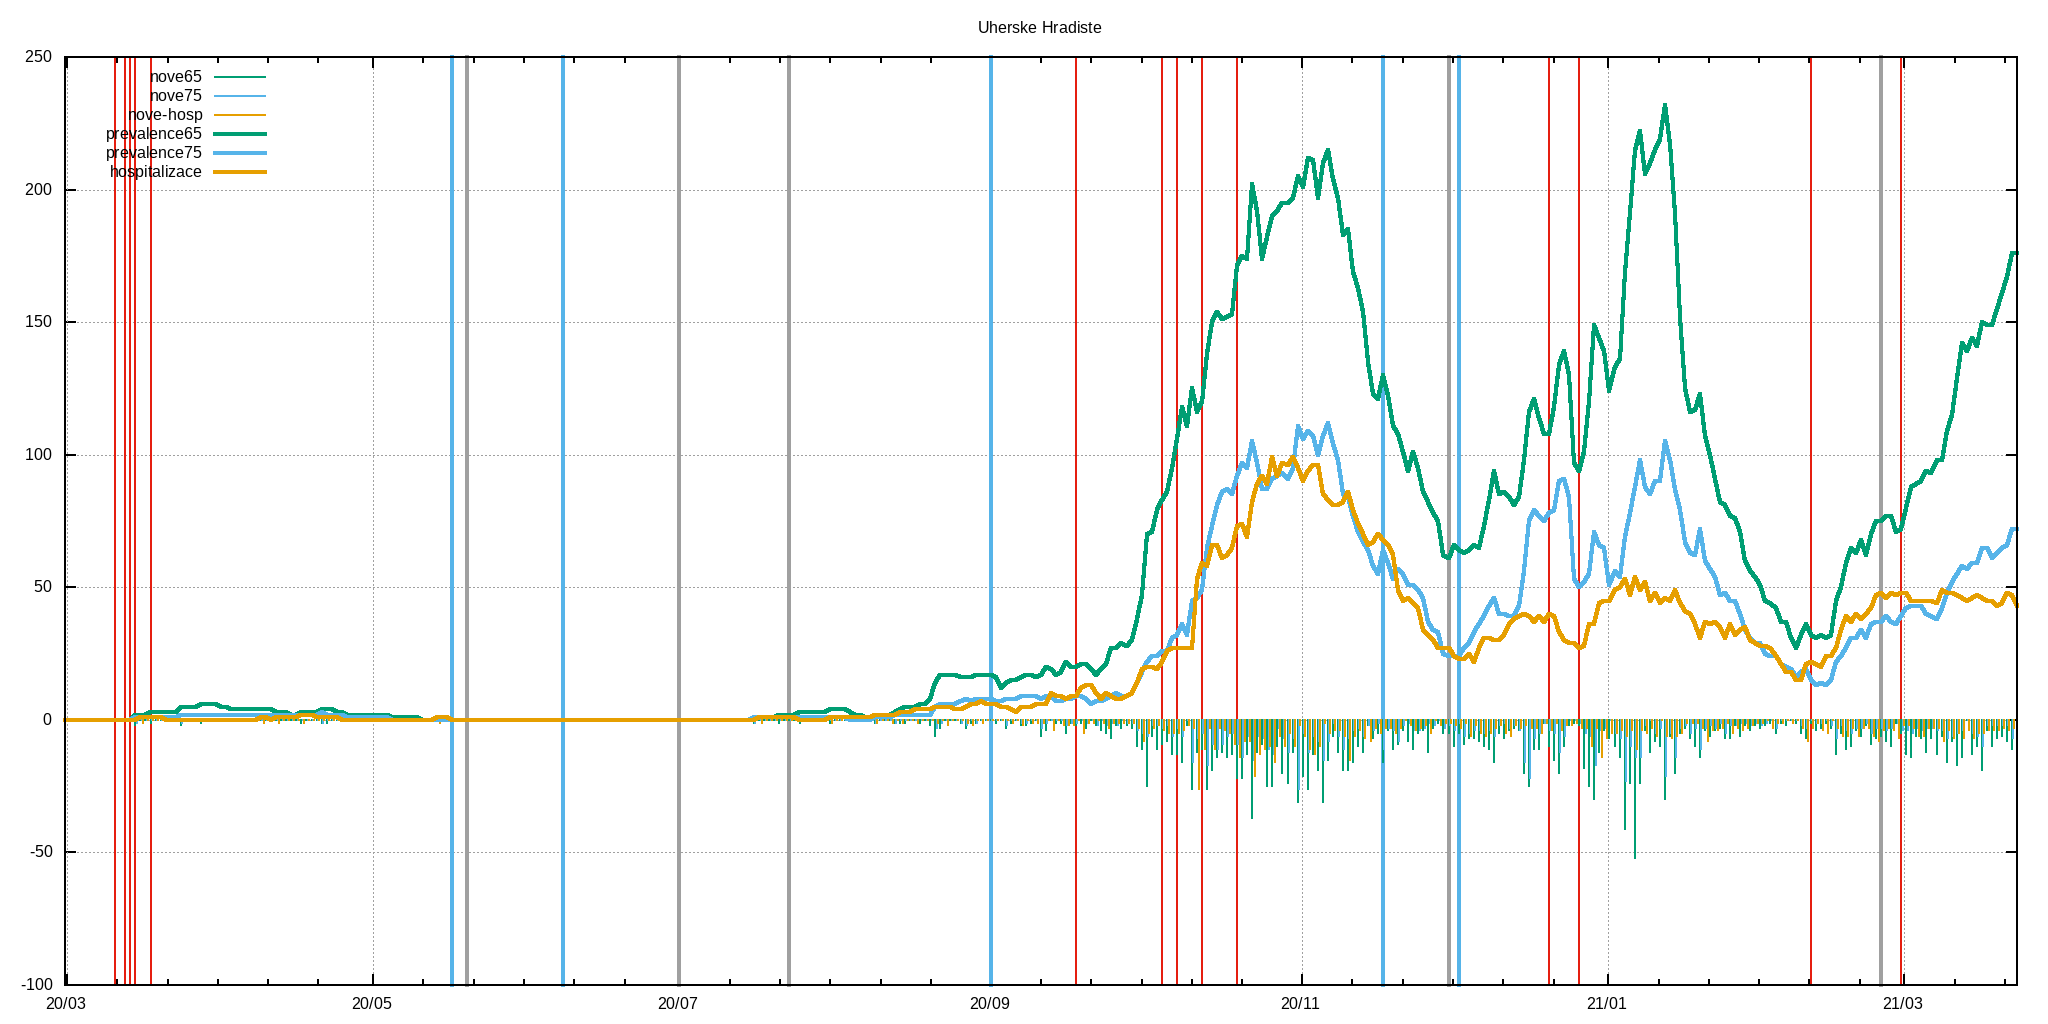 Uherske Hradiste
250
200
150
100
50
0
-50
-100
nove65
nove75
nove-hosp
prevalence65
prevalence75
hospitalizace
20/03 20/05 20/07 20/09 20/11 21/01 21/03